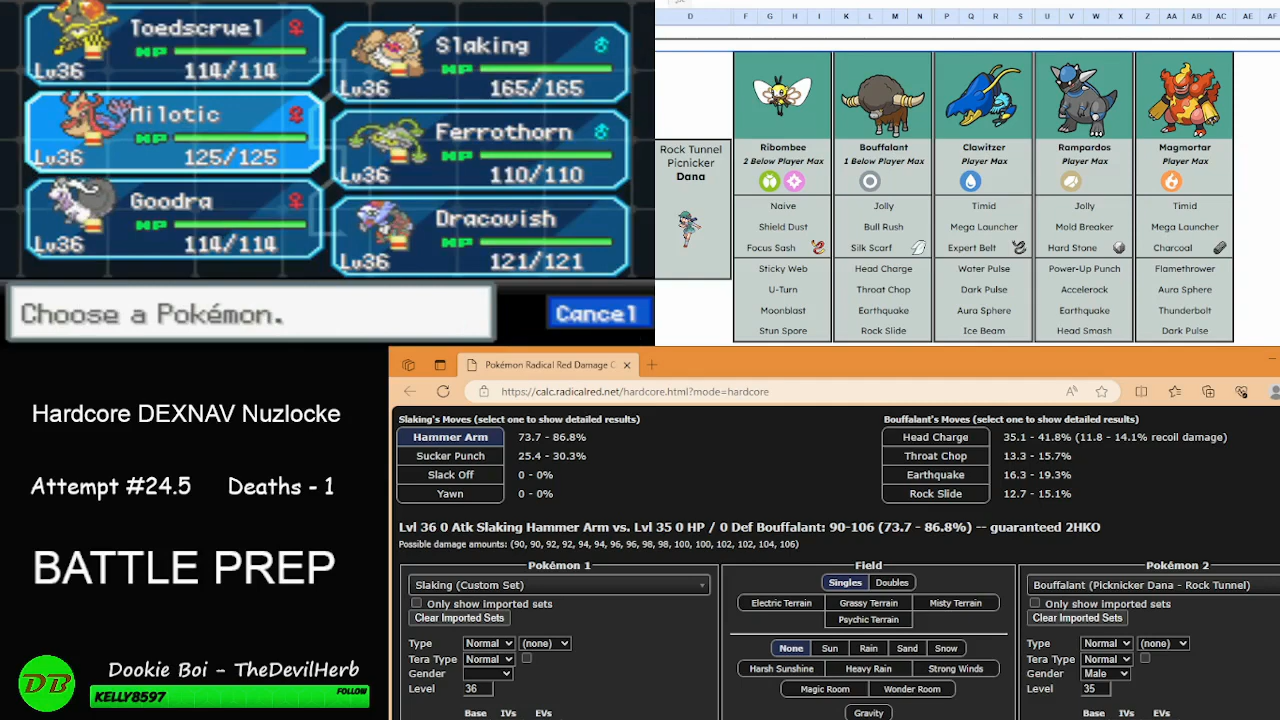 Toedscruel
HP
Lv36 114/114
Milotic
HP
Lv36 125/125
Goodra
HP
Lv36 114/114
Slaking
HP
Lv36 165/165
Ferrothorn
HP
Lv36 110/110
Dracovish
HP
Lv36 121/121
Choose a Pokémon.
Cancel
D F G H I K L M N P Q R S U V W X Z AA AB AC AE AF
Rock Tunnel
Picnicker
Dana
Ribombee Bouffalant Clawitzer Rampardos Magmortar
2 Below Player Max 1 Below Player Max Player Max Player Max Player Max
Naive Jolly Timid Jolly Timid
Shield Dust Bull Rush Mega Launcher Mold Breaker Mega Launcher
Focus Sash Silk Scarf Expert Belt Hard Stone Charcoal
Sticky Web Head Charge Water Pulse Power-Up Punch Flamethrower
U-Turn Throat Chop Dark Pulse Accelerock Aura Sphere
Moonblast Earthquake Aura Sphere Earthquake Thunderbolt
Stun Spore Rock Slide Ice Beam Head Smash Dark Pulse
Hardcore DEXNAV Nuzlocke
Attempt #24.5 Deaths - 1
BATTLE PREP
Dookie Boi - TheDevilHerb
DB
KELLY8597 FOLLOW
Pokémon Radical Red Damage C
https://calc.radicalred.net/hardcore.html?mode=hardcore
Slaking's Moves (select one to show detailed results)
Hammer Arm 73.7 - 86.8%
Sucker Punch 25.4 - 30.3%
Slack Off 0 - 0%
Yawn 0 - 0%
Bouffalant's Moves (select one to show detailed results)
Head Charge 35.1 - 41.8% (11.8 - 14.1% recoil damage)
Throat Chop 13.3 - 15.7%
Earthquake 16.3 - 19.3%
Rock Slide 12.7 - 15.1%
Lvl 36 0 Atk Slaking Hammer Arm vs. Lvl 35 0 HP / 0 Def Bouffalant: 90-106 (73.7 - 86.8%) -- guaranteed 2HKO
Possible damage amounts: (90, 90, 92, 92, 94, 94, 96, 96, 98, 98, 100, 100, 102, 102, 104, 106)
Pokémon 1
Slaking (Custom Set)
Only show imported sets
Clear Imported Sets
Type Normal (none)
Tera Type Normal
Gender
Level 36
Base IVs EVs
Field
Singles Doubles
Electric Terrain Grassy Terrain Misty Terrain
Psychic Terrain
None Sun Rain Sand Snow
Harsh Sunshine Heavy Rain Strong Winds
Magic Room Wonder Room
Gravity
Pokémon 2
Bouffalant (Picknicker Dana - Rock Tunnel)
Only show imported sets
Clear Imported Sets
Type Normal (none)
Tera Type Normal
Gender Male
Level 35
Base IVs EVs